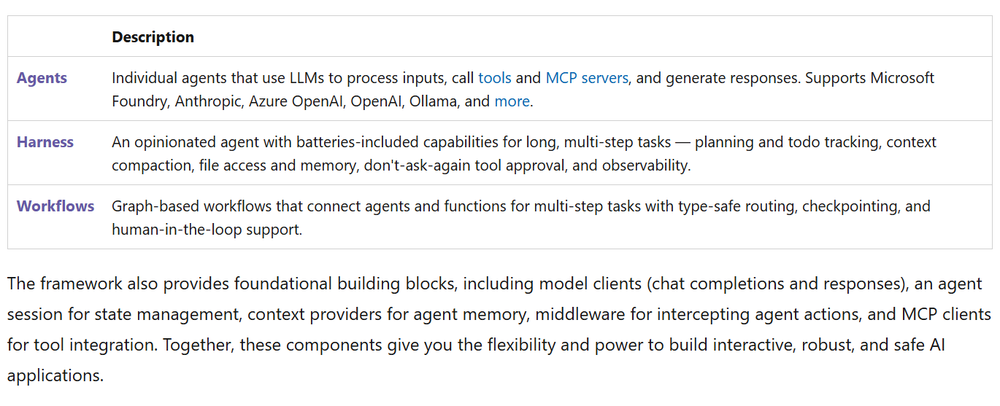 Description
Agents Individual agents that use LLMs to process inputs, call tools and MCP servers, and generate responses. Supports Microsoft
Foundry, Anthropic, Azure OpenAI, OpenAI, Ollama, and more.
Harness An opinionated agent with batteries-included capabilities for long, multi-step tasks — planning and todo tracking, context
compaction, file access and memory, don't-ask-again tool approval, and observability.
Workflows Graph-based workflows that connect agents and functions for multi-step tasks with type-safe routing, checkpointing, and
human-in-the-loop support.
The framework also provides foundational building blocks, including model clients (chat completions and responses), an agent
session for state management, context providers for agent memory, middleware for intercepting agent actions, and MCP clients
for tool integration. Together, these components give you the flexibility and power to build interactive, robust, and safe AI
applications.